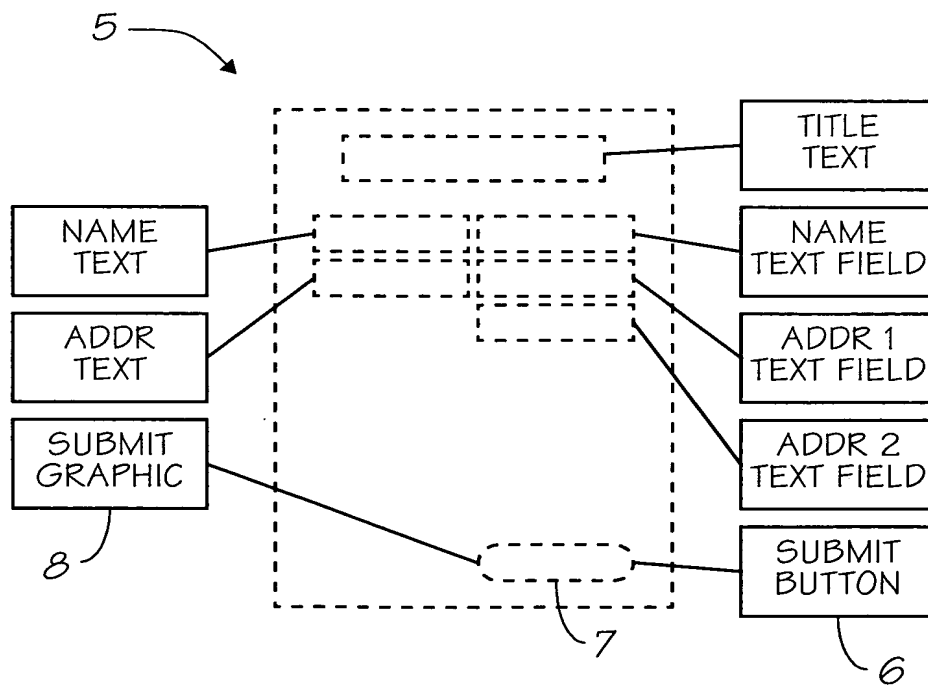 5
TITLE
TEXT
NAME
TEXT
NAME
TEXT FIELD
ADDR
TEXT
ADDR 1
TEXT FIELD
SUBMIT
GRAPHIC
ADDR 2
TEXT FIELD
SUBMIT
BUTTON
8
7
6